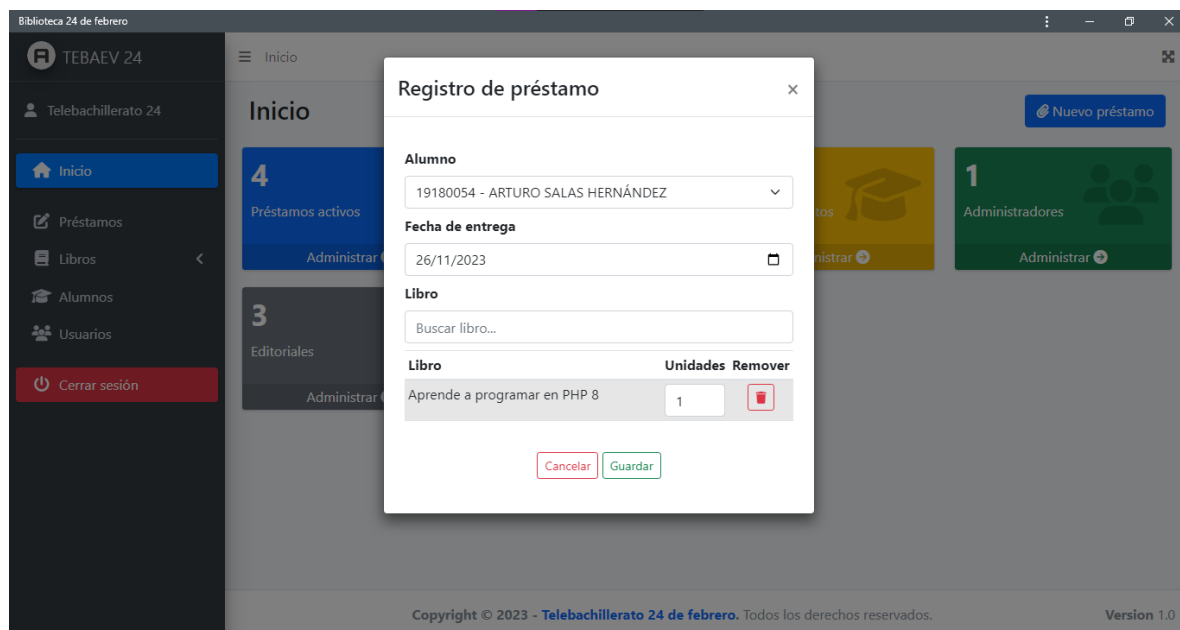 Biblioteca 24 de febrero
TEBAEV 24
Telebachillerato 24
Inicio
Préstamos
Libros
Alumnos
Usuarios
Cerrar sesión
Inicio
Inicio
Nuevo préstamo
4
Préstamos activos
Administrar
tos
nistrar
1
Administradores
Administrar
3
Editoriales
Administrar
Registro de préstamo
×
Alumno
19180054 - ARTURO SALAS HERNÁNDEZ
Fecha de entrega
26/11/2023
Libro
Buscar libro...
Libro Unidades Remover
Aprende a programar en PHP 8 1
Cancelar Guardar
Copyright © 2023 - Telebachillerato 24 de febrero. Todos los derechos reservados. Version 1.0